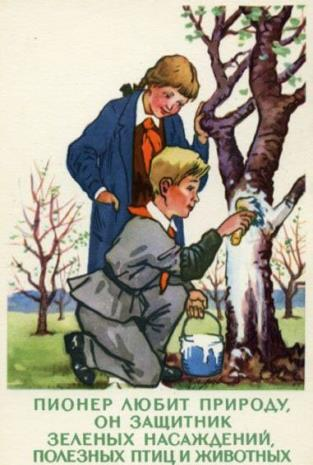 ПИОНЕР ЛЮБИТ ПРИРОДУ,
ОН ЗАЩИТНИК
ЗЕЛЕНЫХ НАСАЖДЕНИЙ,
ПОЛЕЗНЫХ ПТИЦ И ЖИВОТНЫХ